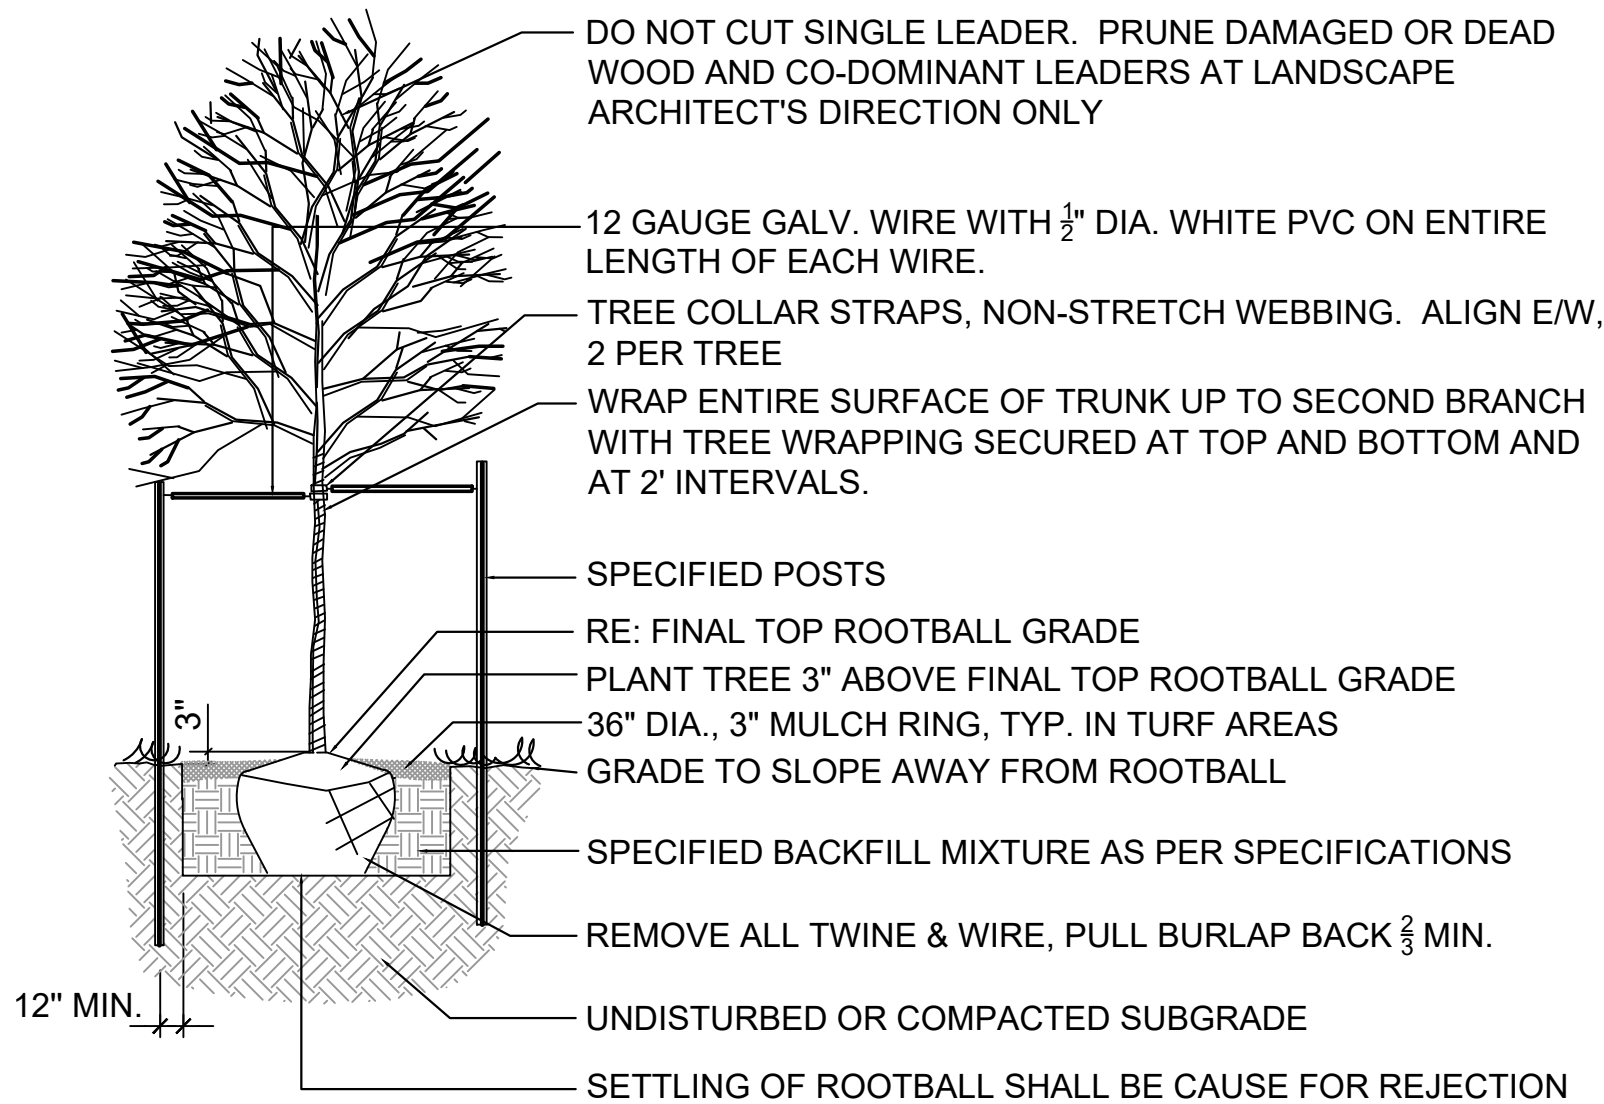 DO NOT CUT SINGLE LEADER.  PRUNE DAMAGED OR DEAD
WOOD AND CO-DOMINANT LEADERS AT LANDSCAPE
ARCHITECT'S DIRECTION ONLY
12 GAUGE GALV. WIRE WITH 1/2" DIA. WHITE PVC ON ENTIRE
LENGTH OF EACH WIRE.
TREE COLLAR STRAPS, NON-STRETCH WEBBING.  ALIGN E/W,
2 PER TREE
WRAP ENTIRE SURFACE OF TRUNK UP TO SECOND BRANCH
WITH TREE WRAPPING SECURED AT TOP AND BOTTOM AND
AT 2' INTERVALS.
SPECIFIED POSTS
RE: FINAL TOP ROOTBALL GRADE
PLANT TREE 3" ABOVE FINAL TOP ROOTBALL GRADE
3"
36" DIA., 3" MULCH RING, TYP. IN TURF AREAS
GRADE TO SLOPE AWAY FROM ROOTBALL
SPECIFIED BACKFILL MIXTURE AS PER SPECIFICATIONS
REMOVE ALL TWINE & WIRE, PULL BURLAP BACK 2/3 MIN.
12" MIN.
UNDISTURBED OR COMPACTED SUBGRADE
SETTLING OF ROOTBALL SHALL BE CAUSE FOR REJECTION